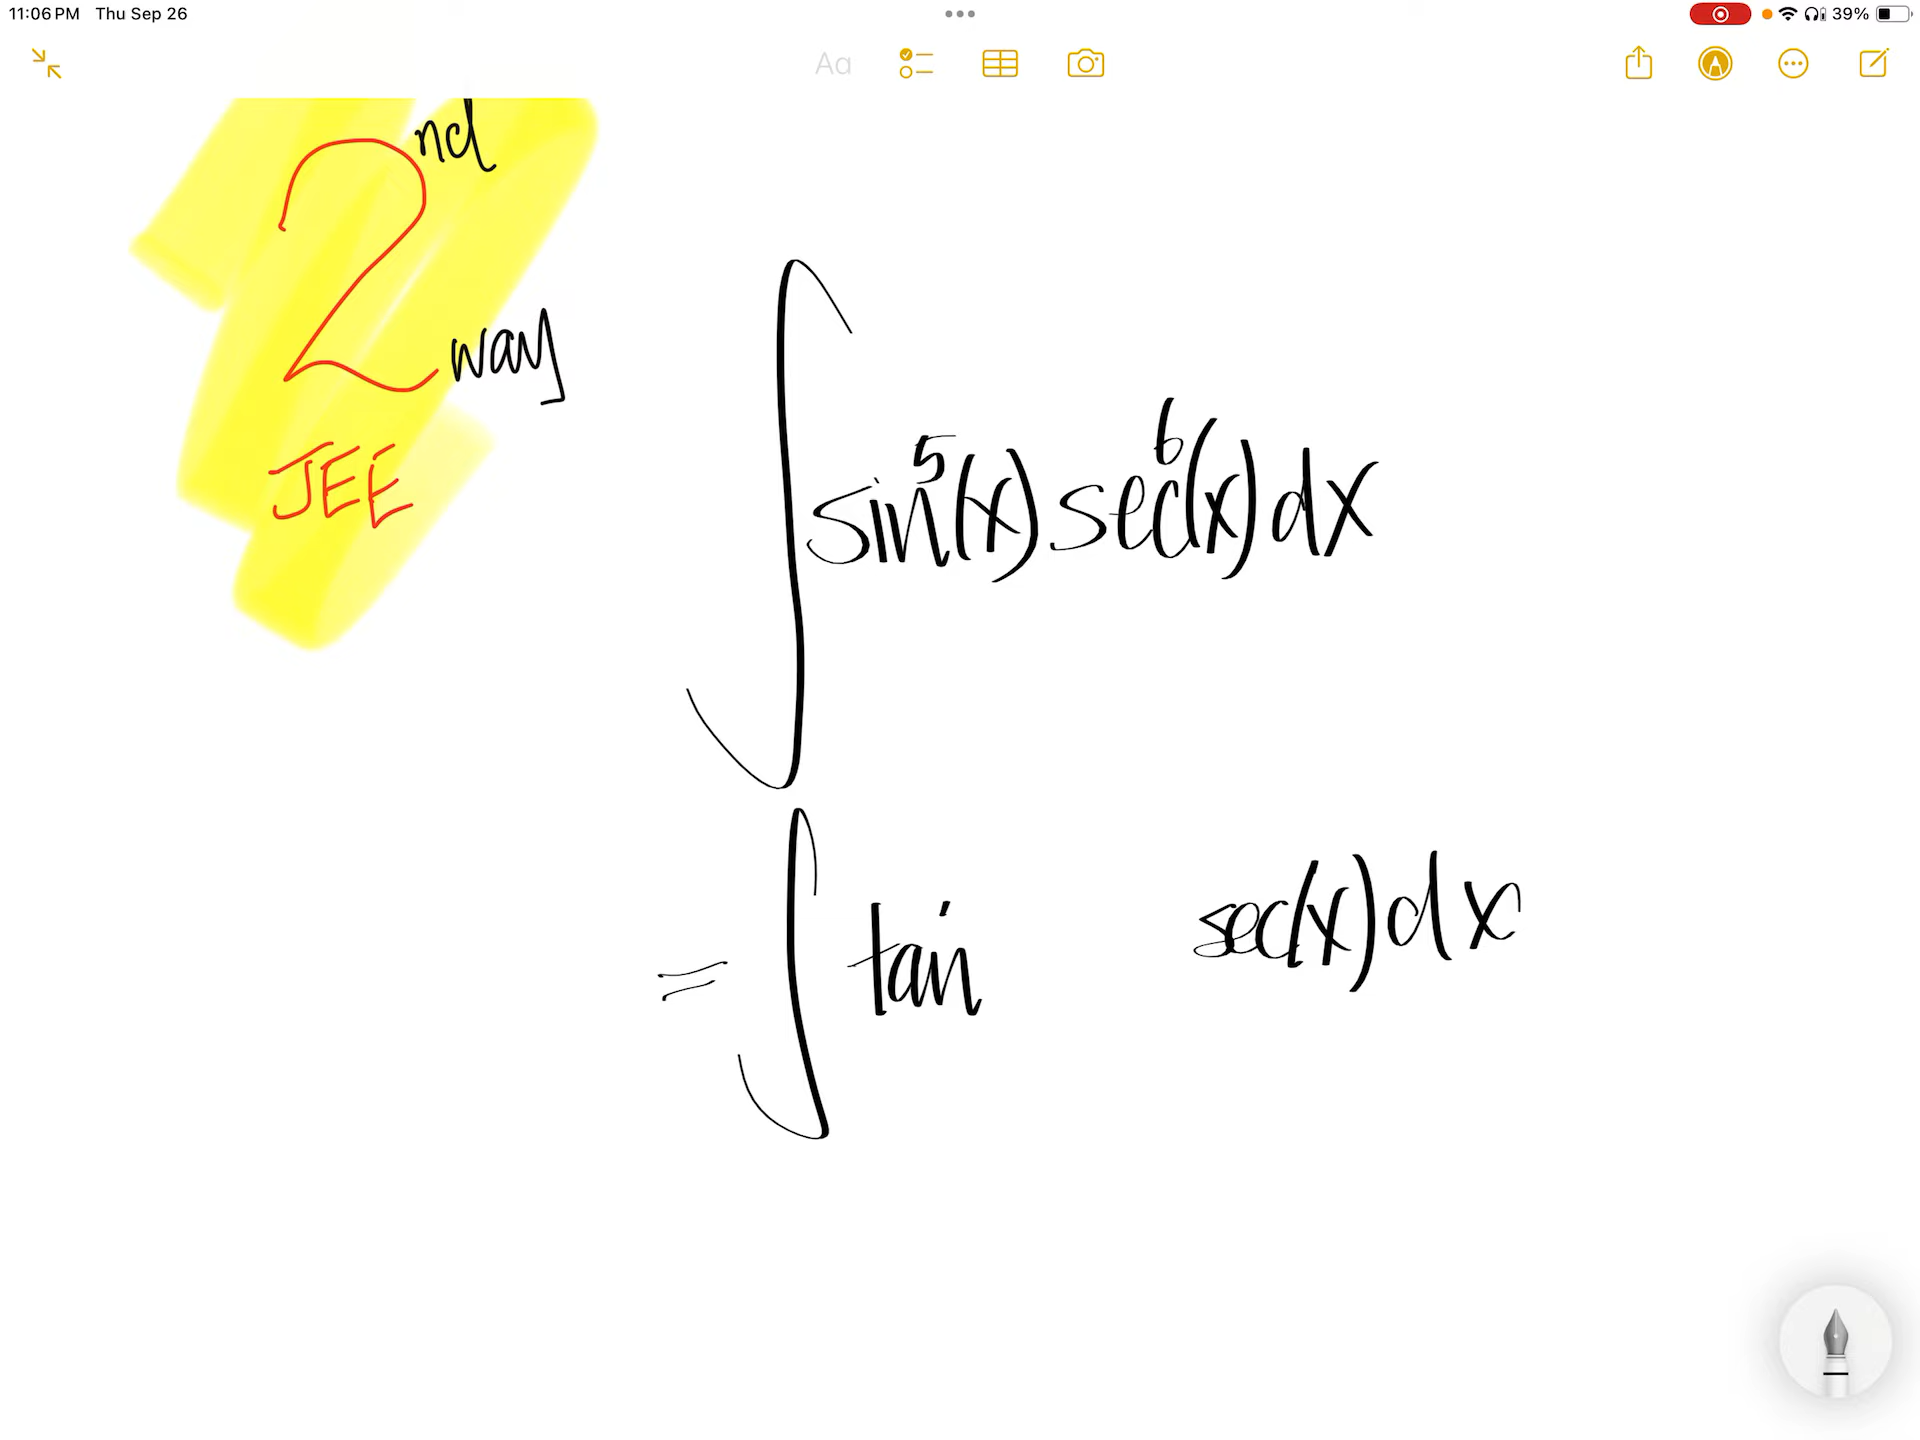 11:06 PM Thu Sep 26
39%
Aa
2nd
way
JEE
∫sin⁵(x) sec⁶(x) dx
= ∫ tan sec(x) dx